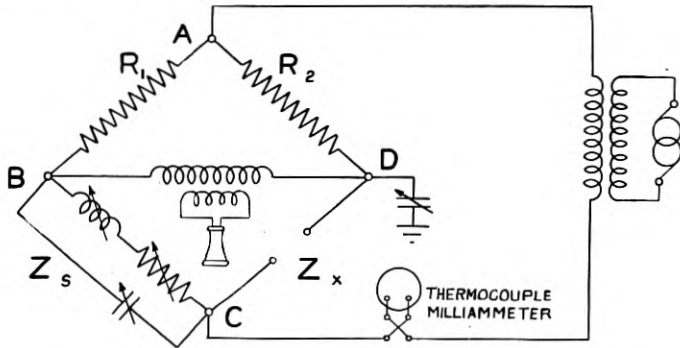 A
R1
R2
B
D
Zs
Zx
C
THERMOCOUPLE
MILLIAMMETER